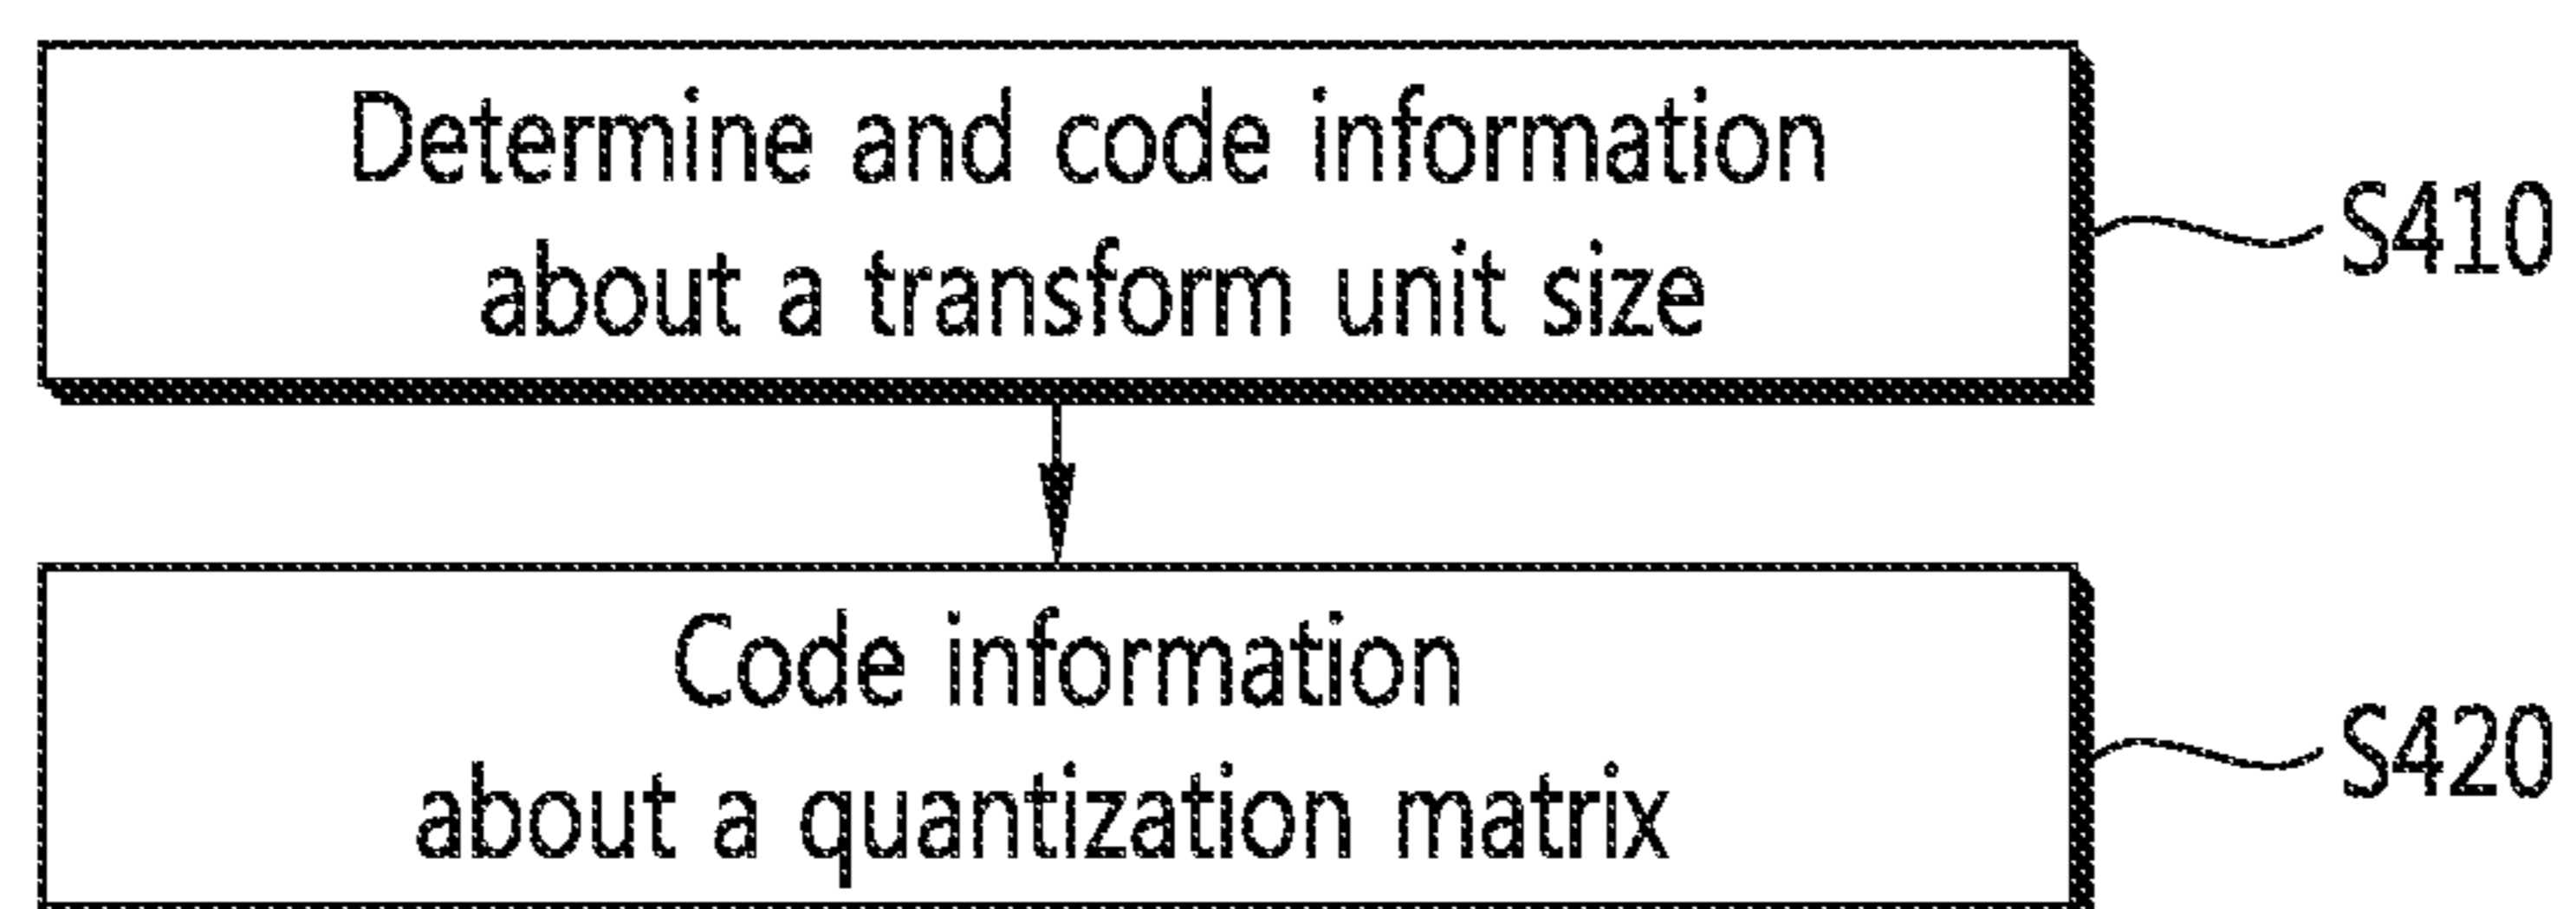 Determine and code information
about a transform unit size
S410
Code information
about a quantization matrix
S420